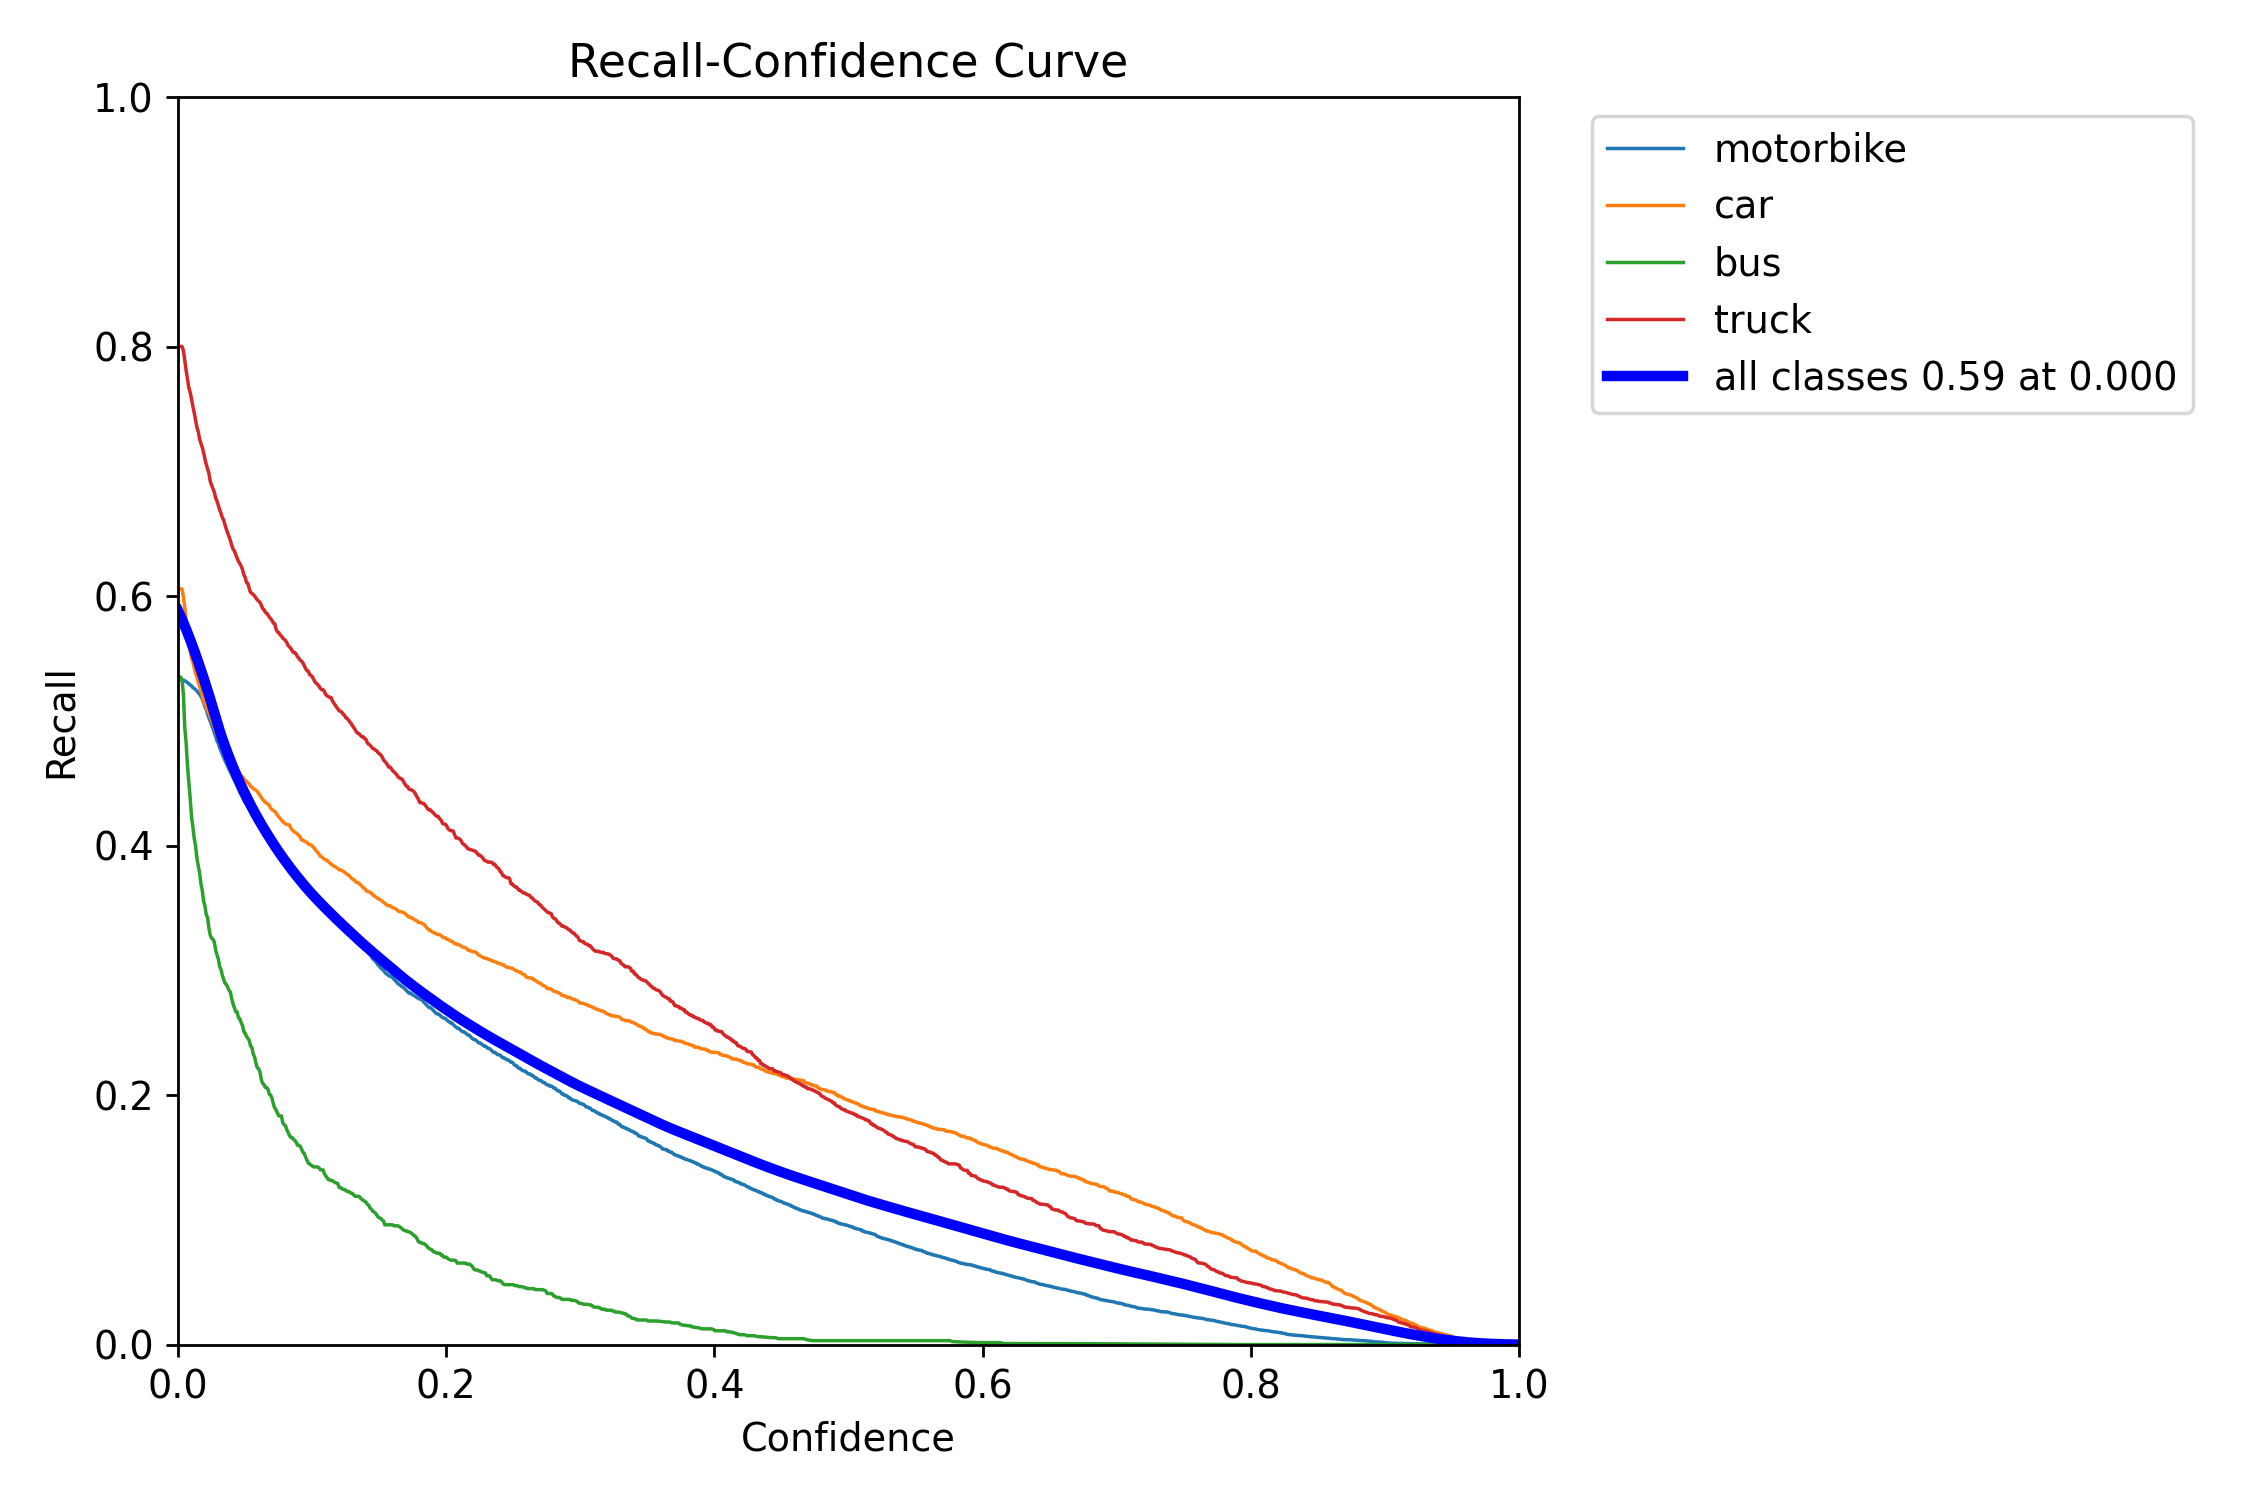 Recall-Confidence Curve
1.0
0.8
0.6
0.4
0.2
0.0
Recall
0.0 0.2 0.4 0.6 0.8 1.0
Confidence
motorbike
car
bus
truck
all classes 0.59 at 0.000